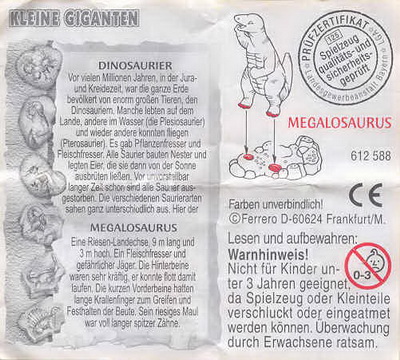 KLEINE GIGANTEN
DINOSAURIER
Vor vielen Millionen Jahren, in der Jura-
und Kreidezeit, war die ganze Erde
bevölkert von enorm großen Tieren, den
Dinosauriern. Manche lebten auf dem
Lande, andere im Wasser (die Plesiosaurier)
und wieder andere konnten fliegen
(Pterosaurier). Es gab Pflanzenfresser und
Fleischfresser. Alle Saurier bauten Nester und
legten Eier, die sie dann von der Sonne
ausbrüten ließen. Vor unvorstellbar
langer Zeit schon sind alle Saurier aus-
gestorben. Die verschiedenen Saurierarten
sahen ganz unterschiedlich aus. Hier der
MEGALOSAURUS
Eine Riesen-Landechse, 9 m lang und
3 m hoch. Ein Fleischfresser und
gefährlicher Jäger. Die Hinterbeine
waren sehr kräftig, er konnte flott damit
laufen. Die kurzen Vorderbeine hatten
lange Krallenfinger zum Greifen und
Festhalten der Beute. Sein riesiges Maul
war voll langer spitzer Zähne.
PRÜFZERTIFIKAT
Landesgewerbeanstalt Bayern
Spielzeug
qualitäts- und
sicherheits-
geprüft
MEGALOSAURUS
612 588
CE
Farben unverbindlich!
©Ferrero D-60624 Frankfurt/M.
Lesen und aufbewahren:
Warnhinweis!
Nicht für Kinder un-
ter 3 Jahren geeignet,
da Spielzeug oder Kleinteile
verschluckt oder eingeatmet
werden können. Überwachung
durch Erwachsene ratsam.
0-3